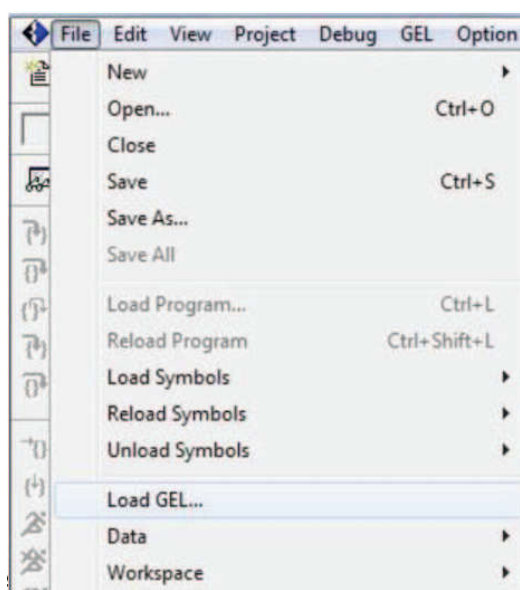 File Edit View Project Debug GEL Option
New
Open... Ctrl+O
Close
Save Ctrl+S
Save As...
Save All
Load Program... Ctrl+L
Reload Program Ctrl+Shift+L
Load Symbols
Reload Symbols
Unload Symbols
Load GEL...
Data
Workspace